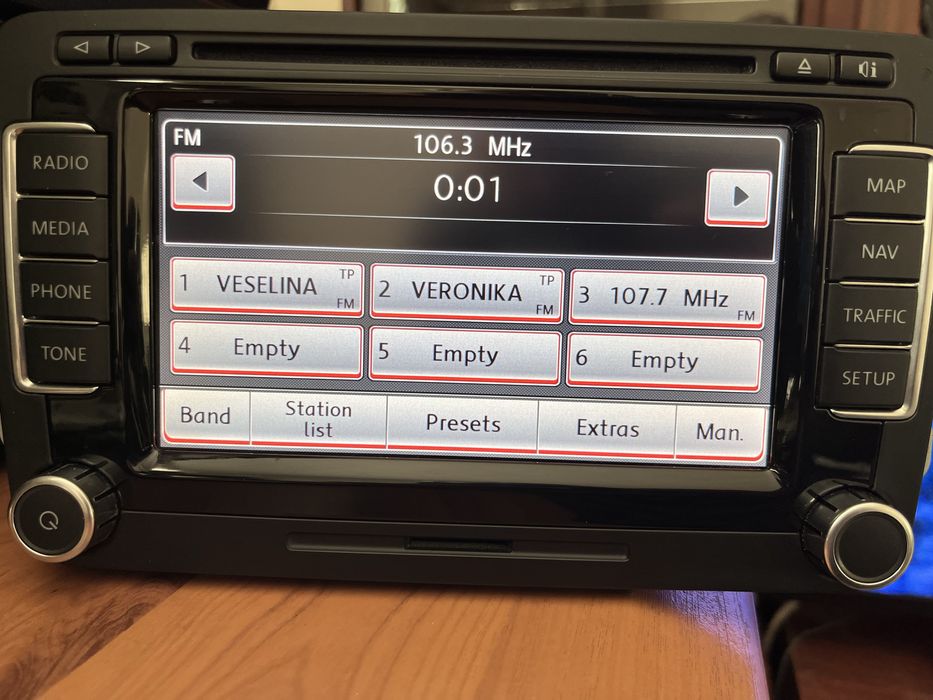 FM
106.3 MHz
0:01
RADIO
MEDIA
PHONE
TONE
1 VESELINA TP FM
2 VERONIKA TP FM
3 107.7 MHz FM
4 Empty
5 Empty
6 Empty
Band
Station
list
Presets
Extras
Man.
MAP
NAV
TRAFFIC
SETUP